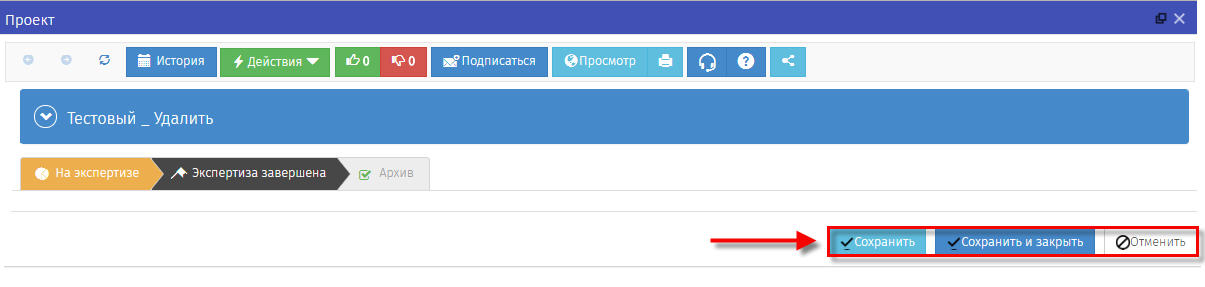 Проект
История Действия 0 0 Подписаться Просмотр
Тестовый _ Удалить
На экспертизе Экспертиза завершена Архив
Сохранить Сохранить и закрыть Отменить